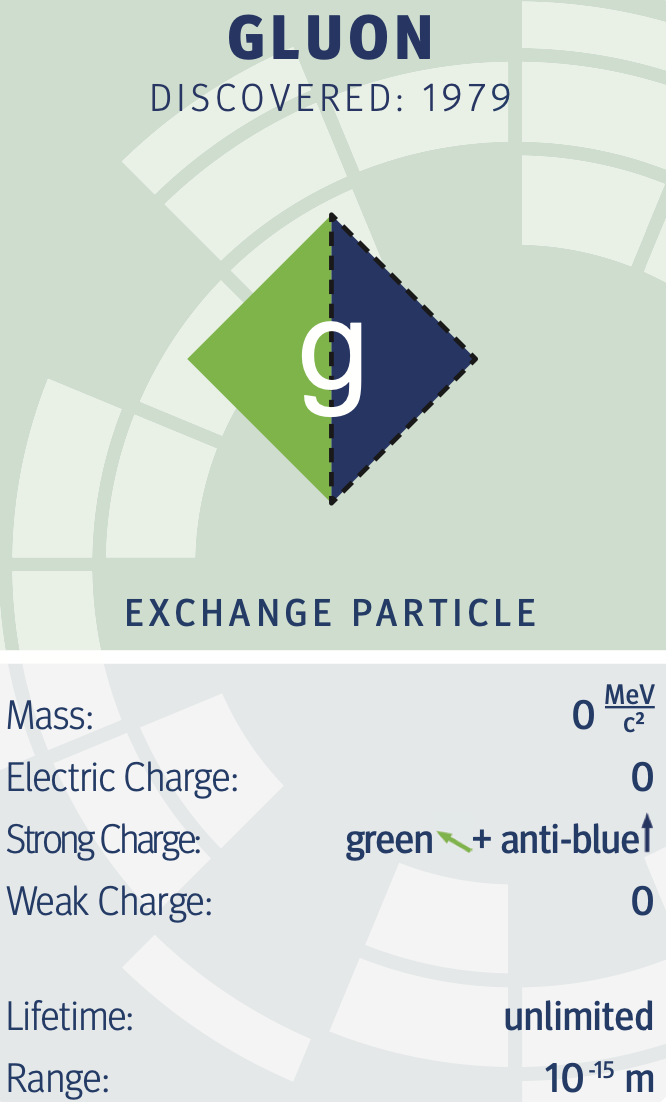 GLUON
DISCOVERED: 1979
g
EXCHANGE PARTICLE
Mass: 0 MeV/c²
Electric Charge: 0
Strong Charge: green + anti-blue
Weak Charge: 0
Lifetime: unlimited
Range: 10⁻¹⁵ m